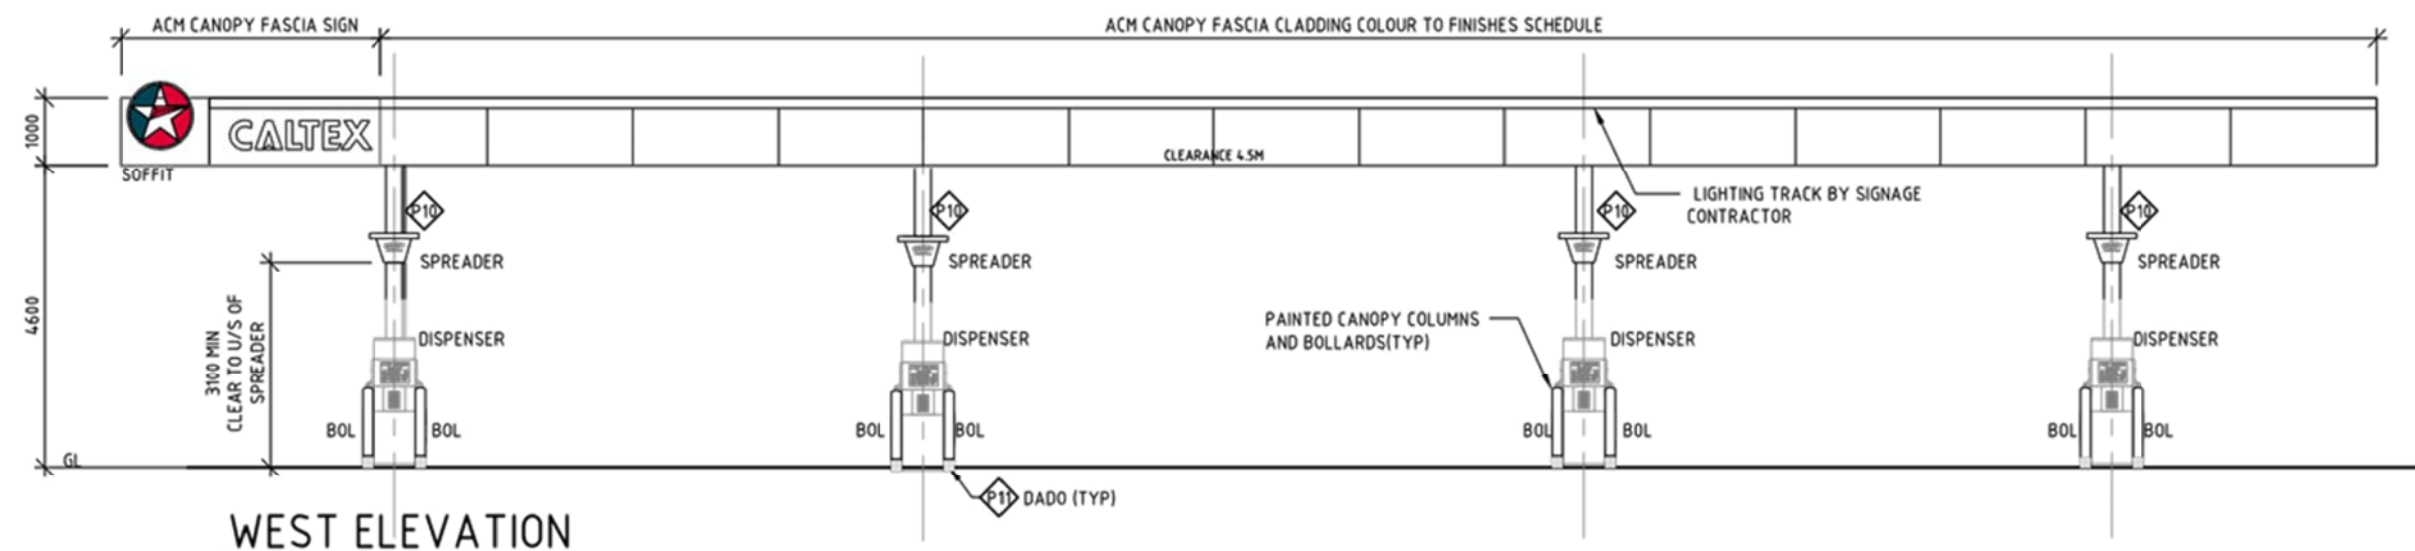 ACM CANOPY FASCIA SIGN
ACM CANOPY FASCIA CLADDING COLOUR TO FINISHES SCHEDULE
1000
CALTEX
CLEARANCE 4.5M
SOFFIT
P10
P10
P10
P10
LIGHTING TRACK BY SIGNAGE
CONTRACTOR
SPREADER
SPREADER
SPREADER
SPREADER
4600
3100 MIN
CLEAR TO U/S OF
SPREADER
PAINTED CANOPY COLUMNS
AND BOLLARDS(TYP)
DISPENSER
DISPENSER
DISPENSER
DISPENSER
BOL
BOL
BOL
BOL
BOL
BOL
BOL
BOL
GL
P11
DADO (TYP)
WEST ELEVATION